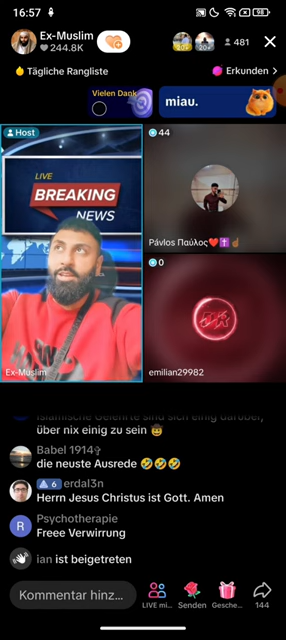 16:57
98
Ex-Muslim
244.8K
20+
20+
481
Tägliche Rangliste
Erkunden
Vielen Dank
miau.
Host
LIVE
BREAKING
NEWS
Ex-Muslim
44
Pávlos Παύλος❤️✝️☝🏾
0
emilian29982
Islamische Gelehrte sind sich einig darüber,
über nix einig zu sein 🤠
Babel 1914✞
die neuste Ausrede 🤣🤣🤣
6 erdal3n
Herrn Jesus Christus ist Gott. Amen
R
Psychotherapie
Freee Verwirrung
ian ist beigetreten
Kommentar hinz...
LIVE mi...
Senden
Gesche...
144